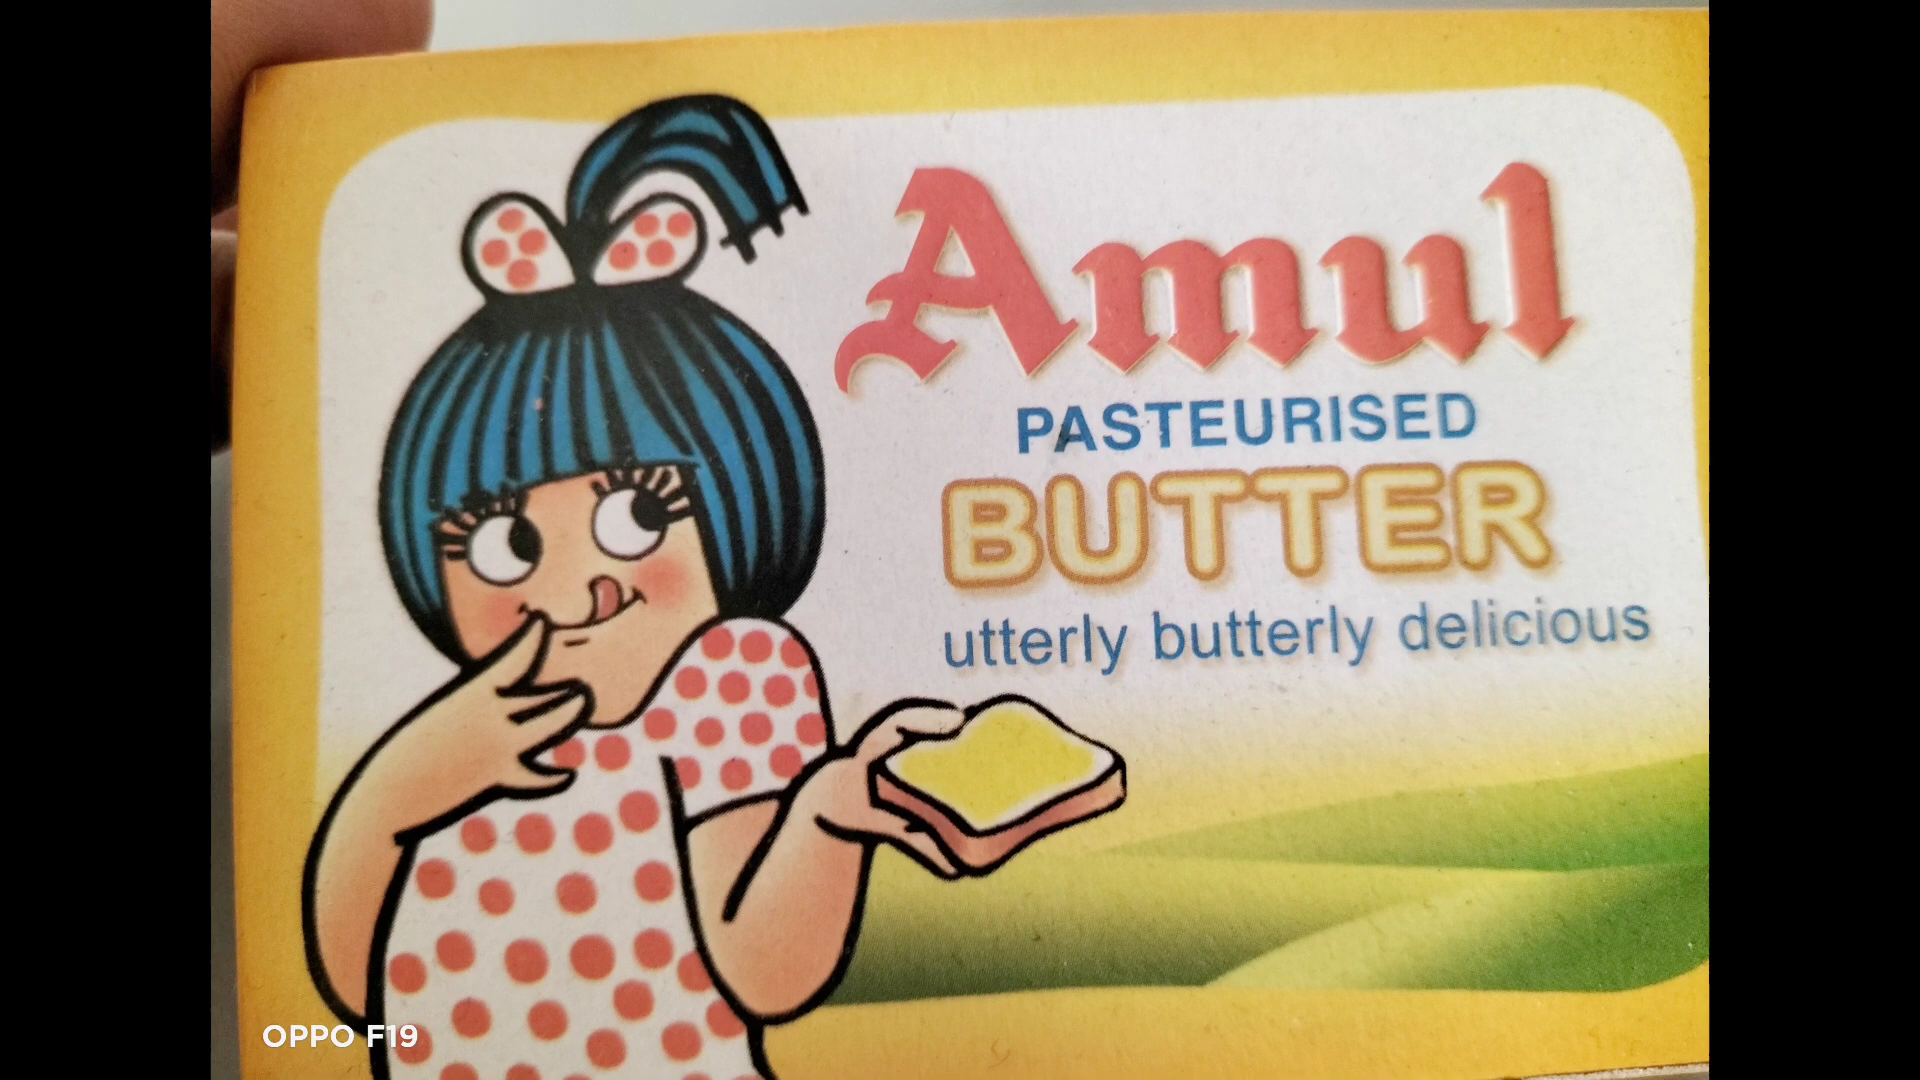 Amul
PASTEURISED
BUTTER
utterly butterly delicious
OPPO F19